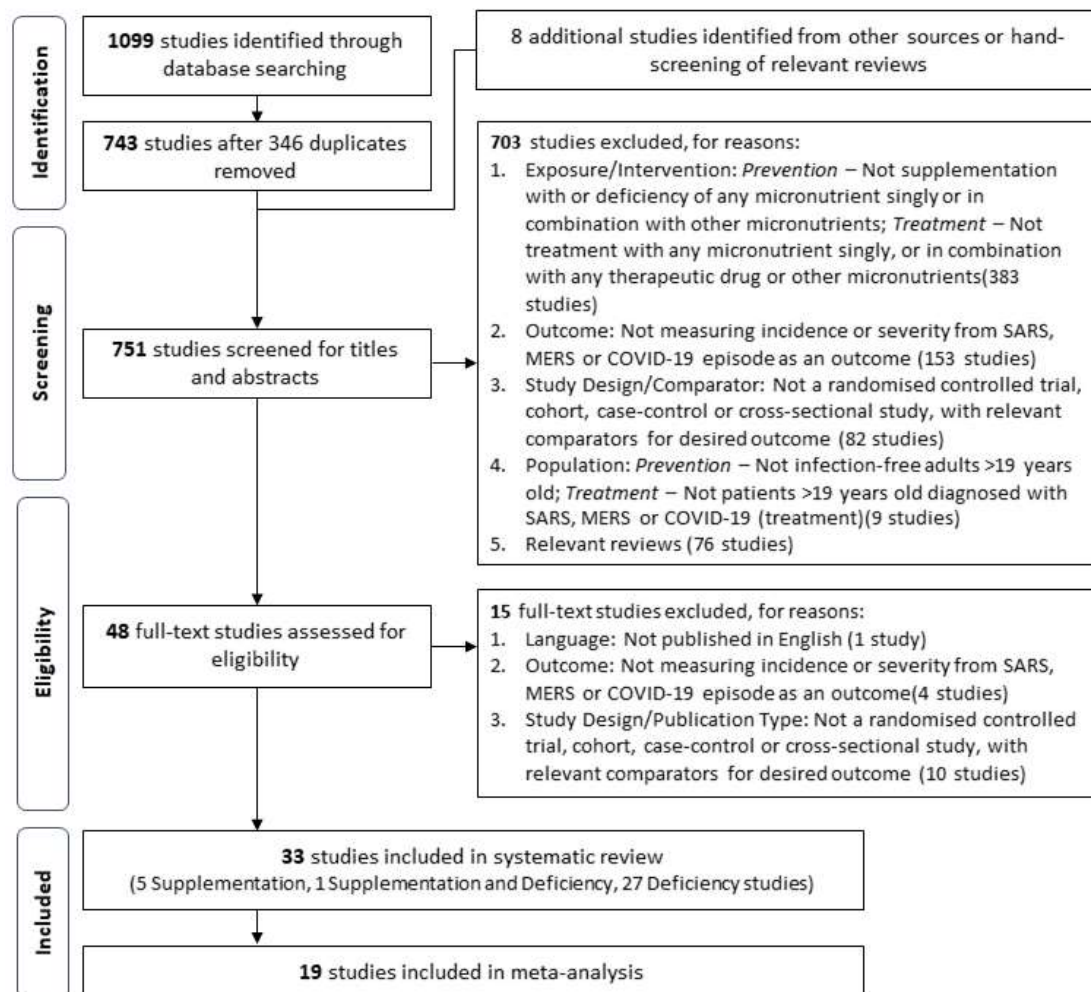 Identification
1099 studies identified through
database searching
8 additional studies identified from other sources or hand-
screening of relevant reviews
743 studies after 346 duplicates
removed
Screening
751 studies screened for titles
and abstracts
703 studies excluded, for reasons:
1. Exposure/Intervention: Prevention – Not supplementation
with or deficiency of any micronutrient singly or in
combination with other micronutrients; Treatment – Not
treatment with any micronutrient singly, or in combination
with any therapeutic drug or other micronutrients(383
studies)
2. Outcome: Not measuring incidence or severity from SARS,
MERS or COVID-19 episode as an outcome (153 studies)
3. Study Design/Comparator: Not a randomised controlled trial,
cohort, case-control or cross-sectional study, with relevant
comparators for desired outcome (82 studies)
4. Population: Prevention – Not infection-free adults >19 years
old; Treatment – Not patients >19 years old diagnosed with
SARS, MERS or COVID-19 (treatment)(9 studies)
5. Relevant reviews (76 studies)
Eligibility
48 full-text studies assessed for
eligibility
15 full-text studies excluded, for reasons:
1. Language: Not published in English (1 study)
2. Outcome: Not measuring incidence or severity from SARS,
MERS or COVID-19 episode as an outcome(4 studies)
3. Study Design/Publication Type: Not a randomised controlled
trial, cohort, case-control or cross-sectional study, with
relevant comparators for desired outcome (10 studies)
Included
33 studies included in systematic review
(5 Supplementation, 1 Supplementation and Deficiency, 27 Deficiency studies)
19 studies included in meta-analysis